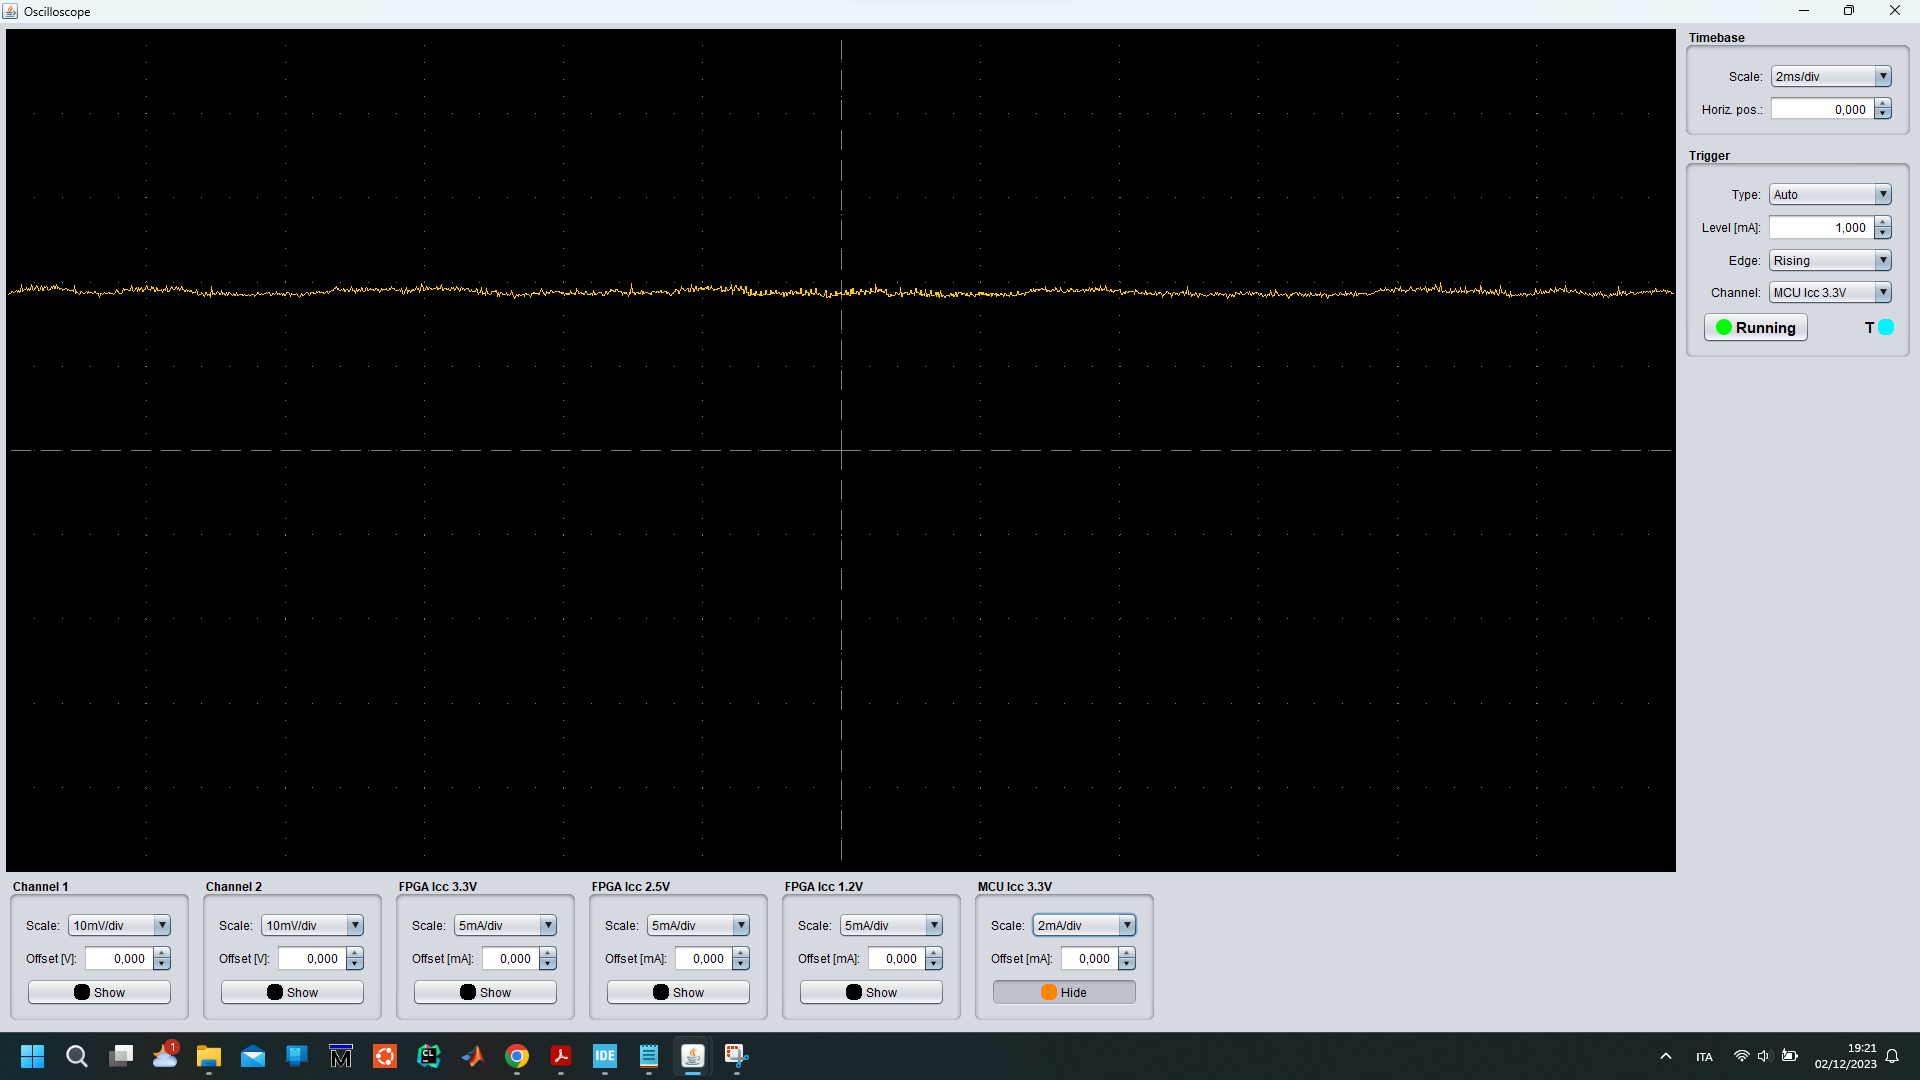 Oscilloscope
Timebase
Scale: 2ms/div
Horiz. pos.: 0,000
Trigger
Type: Auto
Level [mA]: 1,000
Edge: Rising
Channel: MCU Icc 3.3V
Running T
Channel 1
Scale: 10mV/div
Offset [V]: 0,000
Show
Channel 2
Scale: 10mV/div
Offset [V]: 0,000
Show
FPGA Icc 3.3V
Scale: 5mA/div
Offset [mA]: 0,000
Show
FPGA Icc 2.5V
Scale: 5mA/div
Offset [mA]: 0,000
Show
FPGA Icc 1.2V
Scale: 5mA/div
Offset [mA]: 0,000
Show
MCU Icc 3.3V
Scale: 2mA/div
Offset [mA]: 0,000
Hide
1
M
CL
IDE
ITA
19:21
02/12/2023